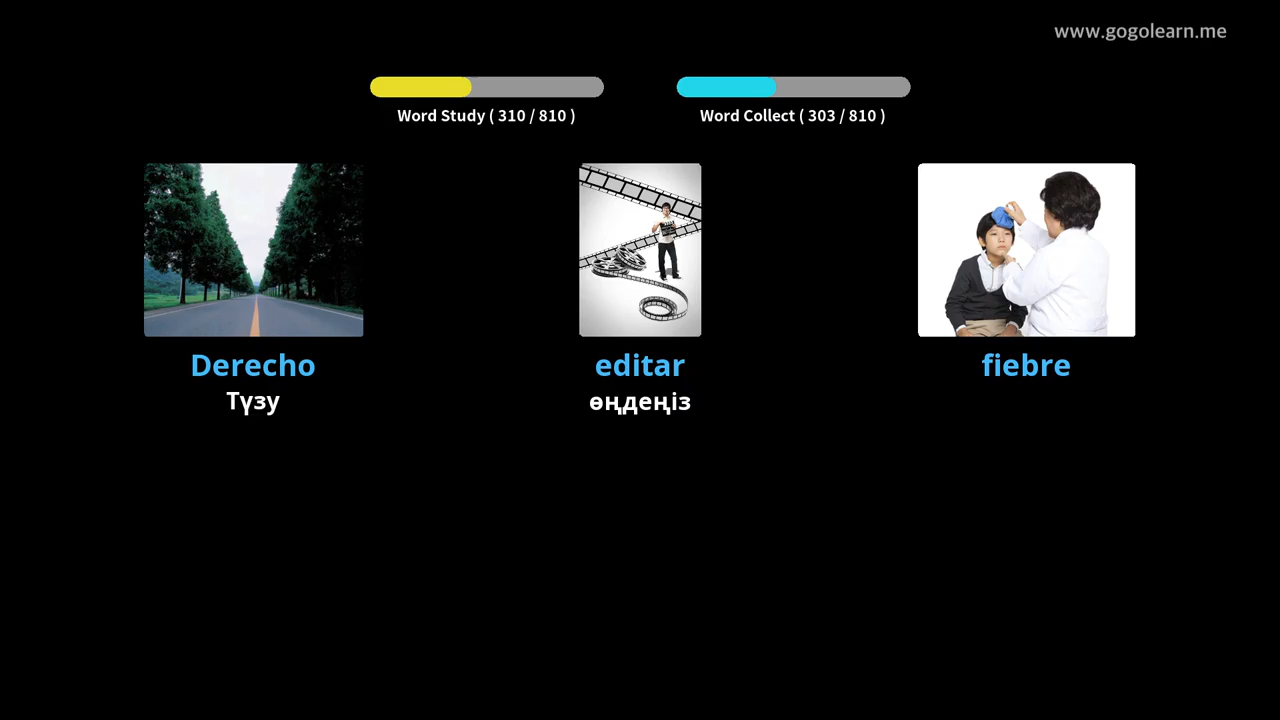 www.gogolearn.me
Word Study ( 310 / 810 )
Word Collect ( 303 / 810 )
Derecho
editar
fiebre
Түзу
өңдеңіз